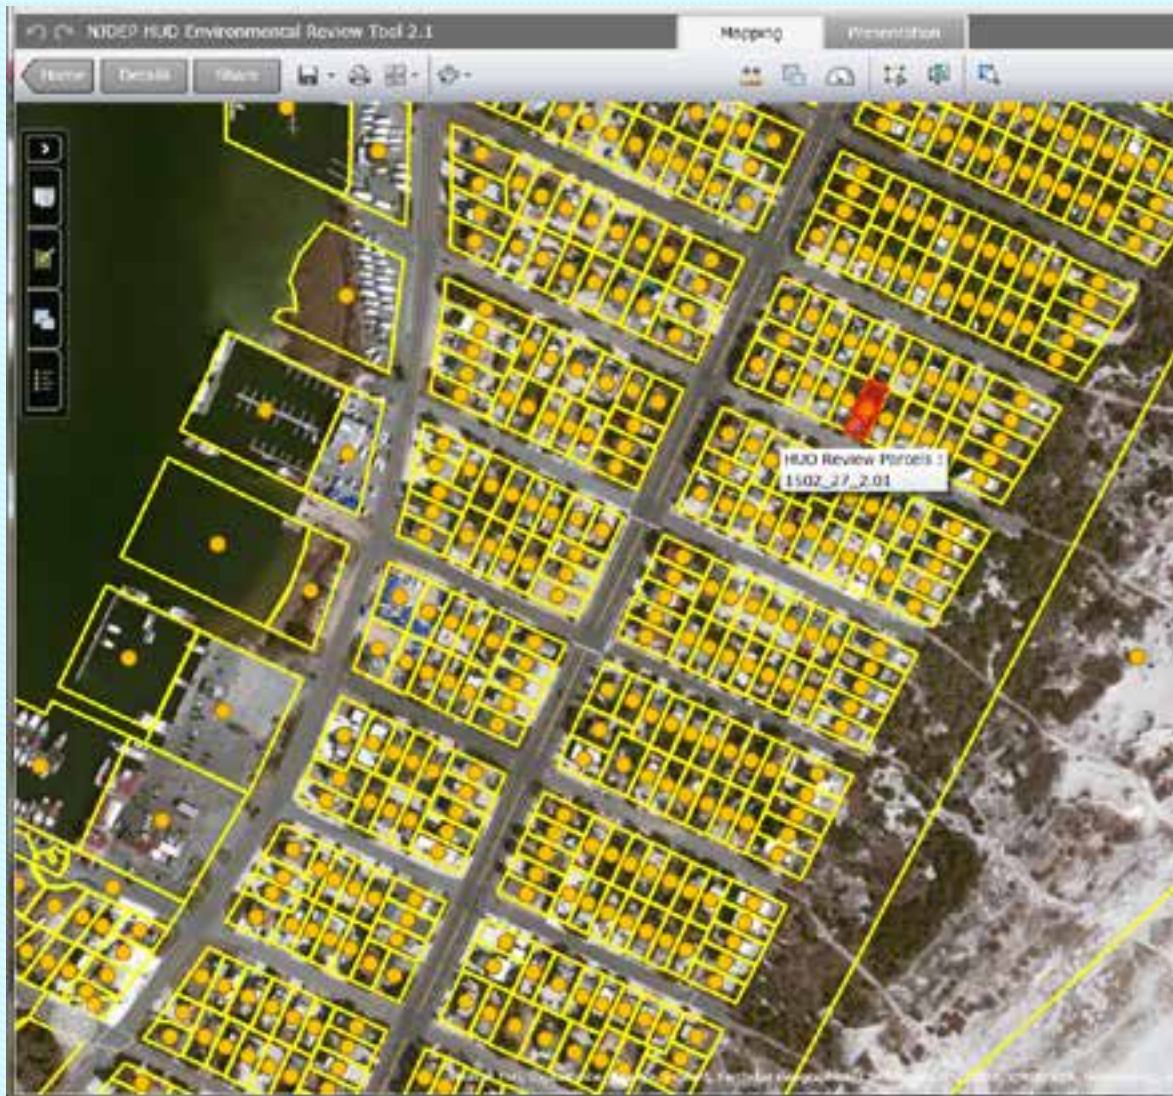 NJDEP HUD Environmental Review Tool 2.1
Mapping
Presentation
Home
Details
Share
HUD Review Parcels :
1502_27_2.01